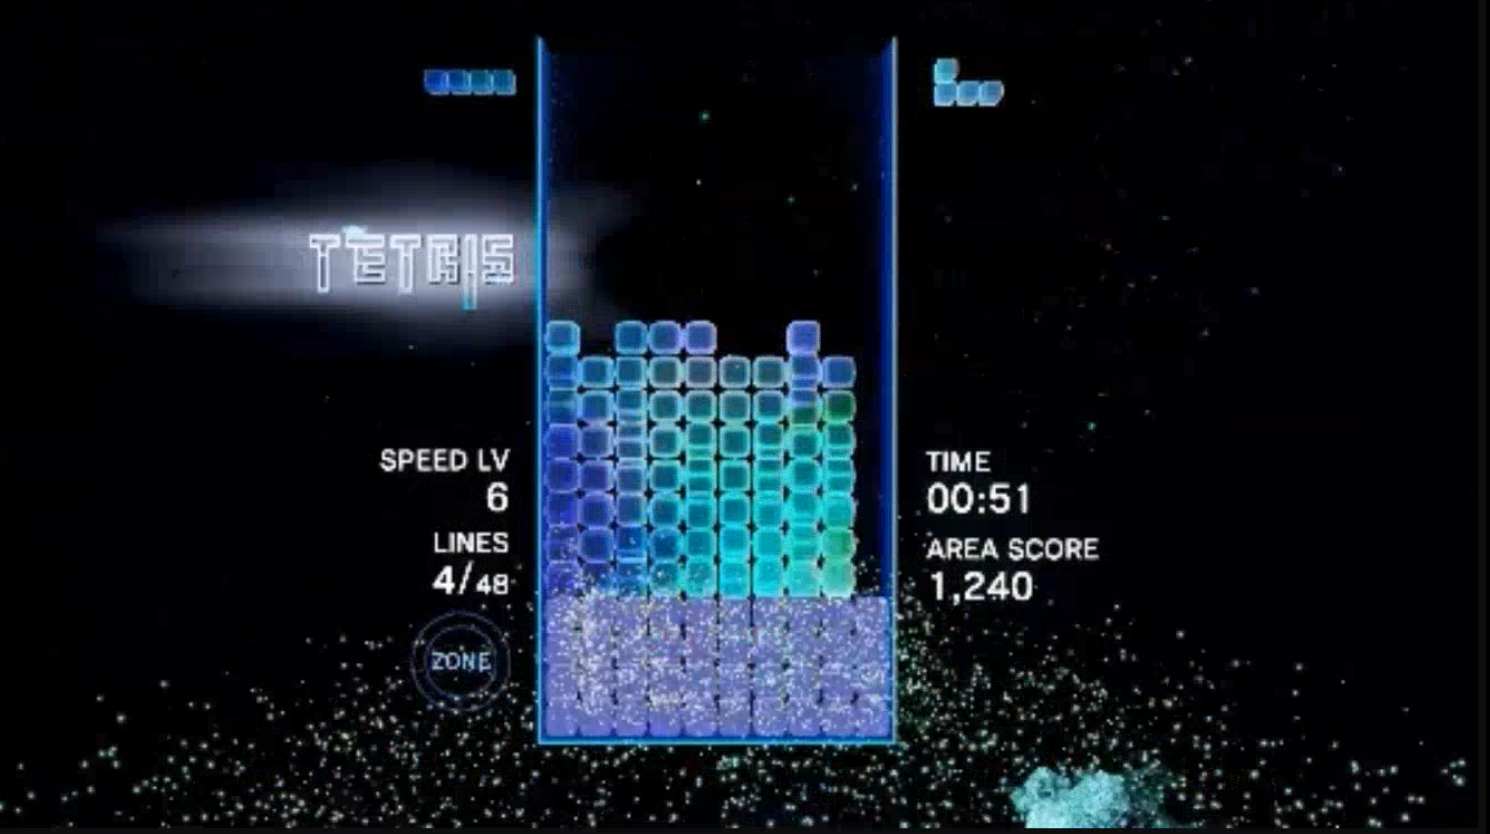 TETRIS
SPEED LV
6
LINES
4/48
ZONE
TIME
00:51
AREA SCORE
1,240